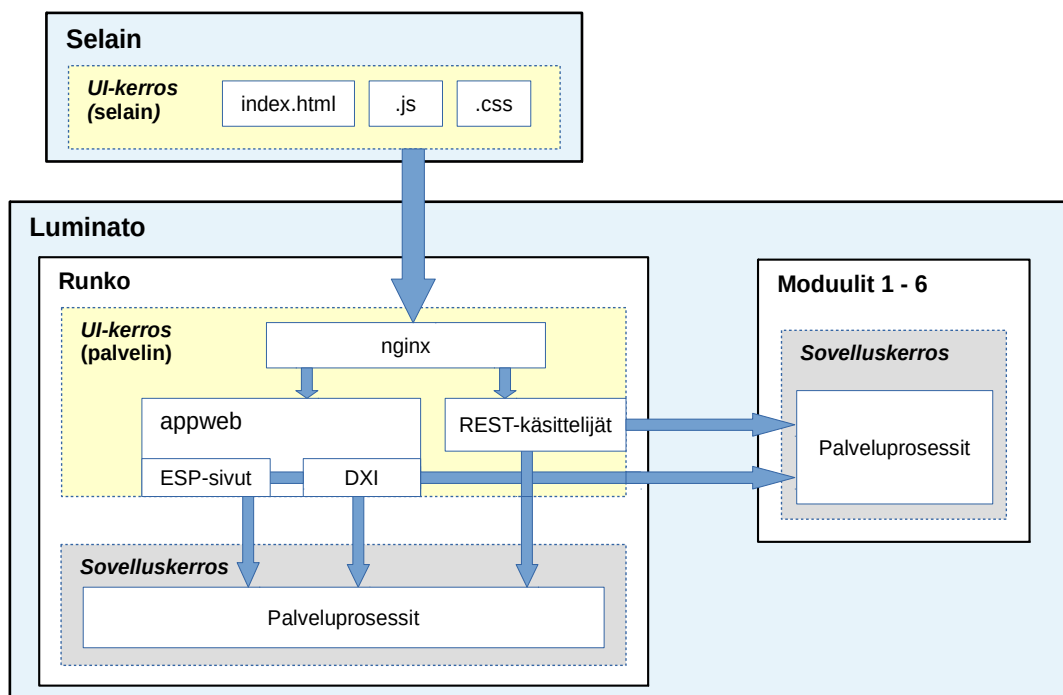 Selain
UI-kerros
(selain)
index.html
.js
.css
Luminato
Runko
UI-kerros
(palvelin)
nginx
appweb
REST-käsittelijät
ESP-sivut
DXI
Sovelluskerros
Palveluprosessit
Moduulit 1 - 6
Sovelluskerros
Palveluprosessit